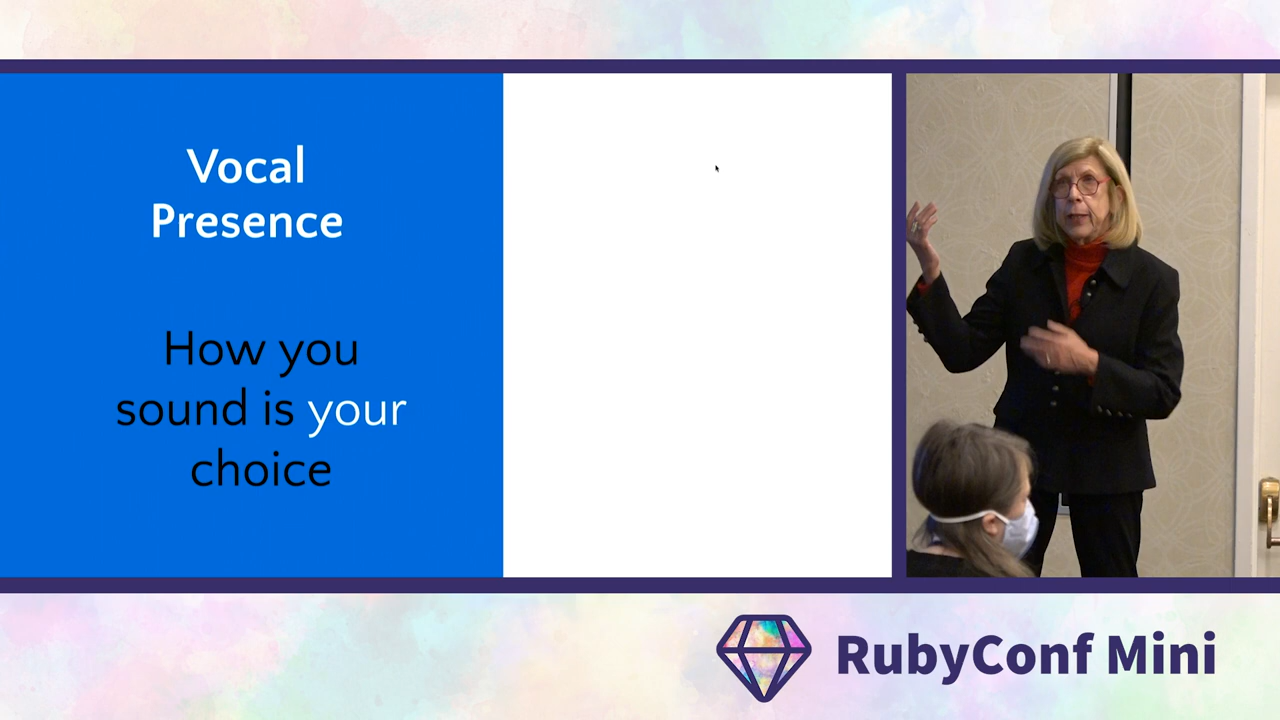 Vocal
Presence
How you
sound is your
choice
RubyConf Mini